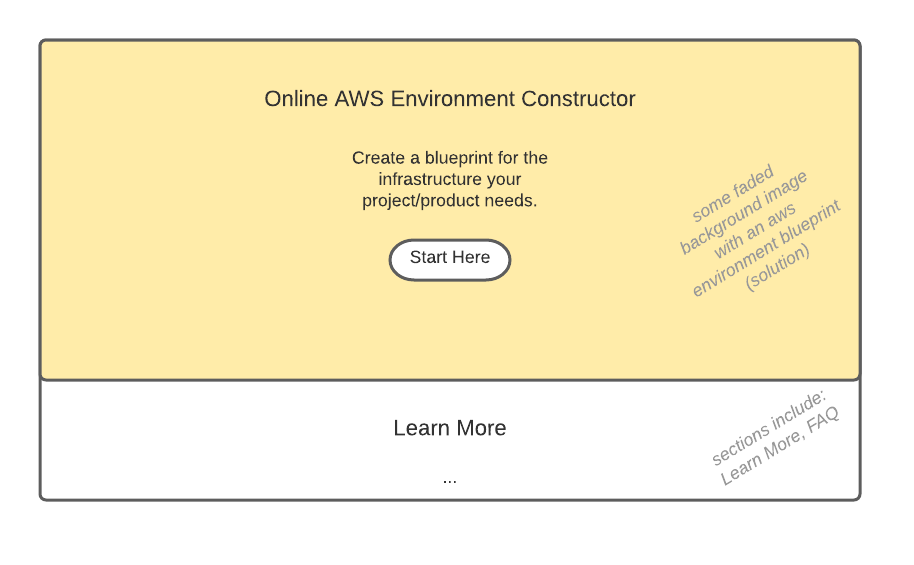 Online AWS Environment Constructor
Create a blueprint for the
infrastructure your
project/product needs.
Start Here
some faded
background image
with an aws
environment blueprint
(solution)
Learn More
...
sections include:
Learn More, FAQ